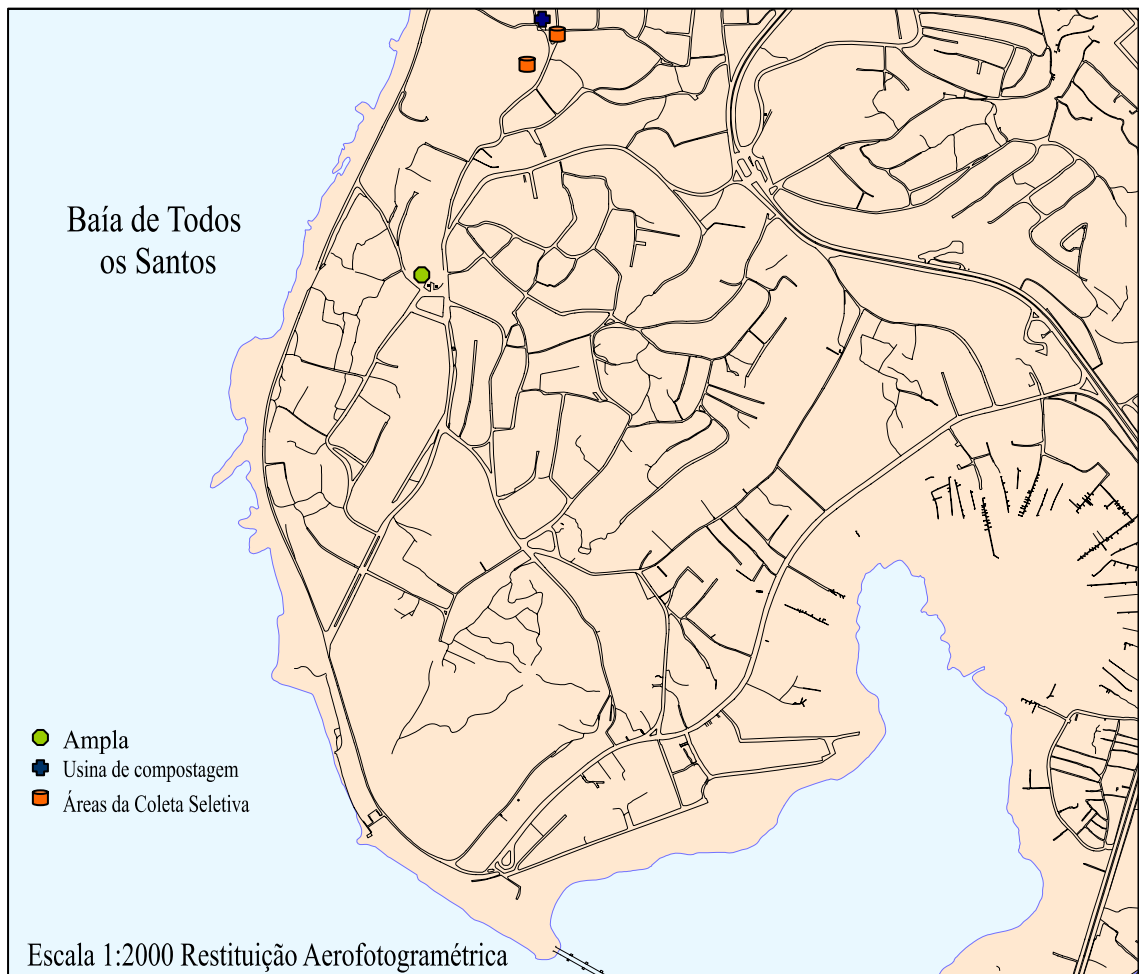 Baía de Todos
os Santos
Ampla
Usina de compostagem
Áreas da Coleta Seletiva
Escala 1:2000 Restituição Aerofotogramétrica